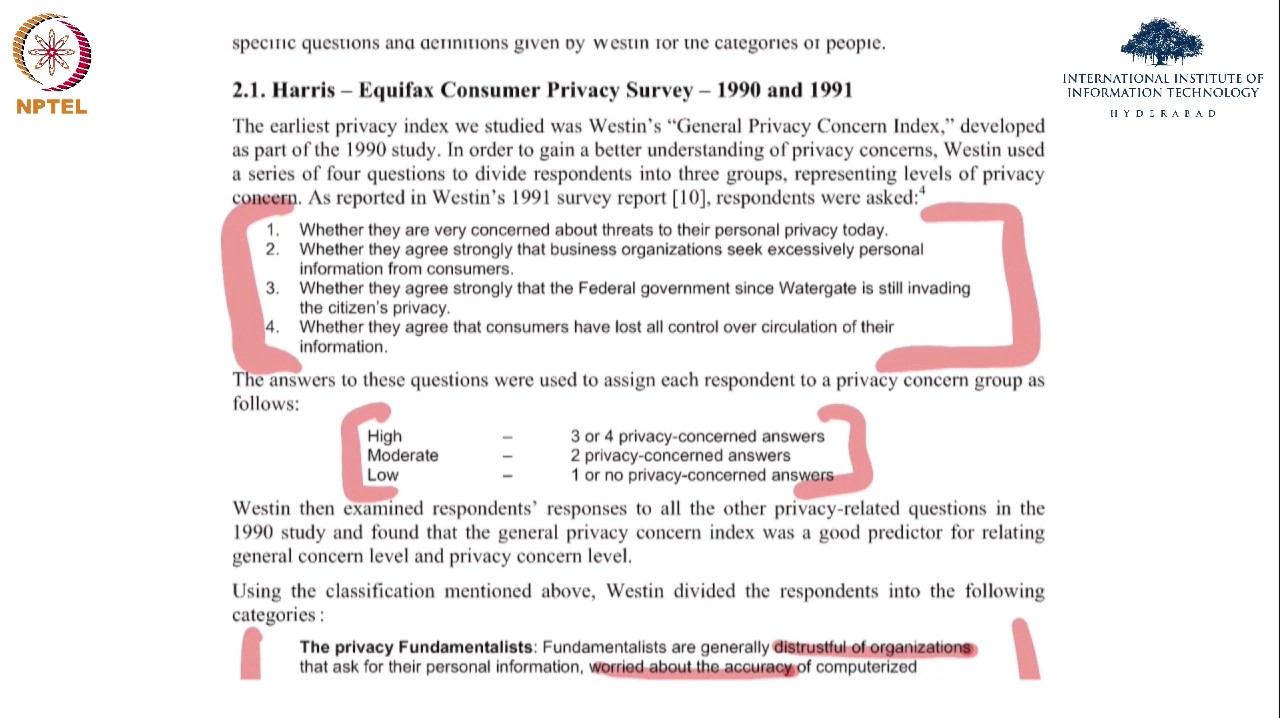 specific questions and definitions given by Westin for the categories of people.
NPTEL
INTERNATIONAL INSTITUTE OF
INFORMATION TECHNOLOGY
HYDERABAD
2.1. Harris – Equifax Consumer Privacy Survey – 1990 and 1991
The earliest privacy index we studied was Westin's “General Privacy Concern Index,” developed
as part of the 1990 study. In order to gain a better understanding of privacy concerns, Westin used
a series of four questions to divide respondents into three groups, representing levels of privacy
concern. As reported in Westin's 1991 survey report [10], respondents were asked:4
1. Whether they are very concerned about threats to their personal privacy today.
2. Whether they agree strongly that business organizations seek excessively personal
information from consumers.
3. Whether they agree strongly that the Federal government since Watergate is still invading
the citizen's privacy.
4. Whether they agree that consumers have lost all control over circulation of their
information.
The answers to these questions were used to assign each respondent to a privacy concern group as
follows:
High – 3 or 4 privacy-concerned answers
Moderate – 2 privacy-concerned answers
Low – 1 or no privacy-concerned answers
Westin then examined respondents' responses to all the other privacy-related questions in the
1990 study and found that the general privacy concern index was a good predictor for relating
general concern level and privacy concern level.
Using the classification mentioned above, Westin divided the respondents into the following
categories :
The privacy Fundamentalists: Fundamentalists are generally distrustful of organizations
that ask for their personal information, worried about the accuracy of computerized